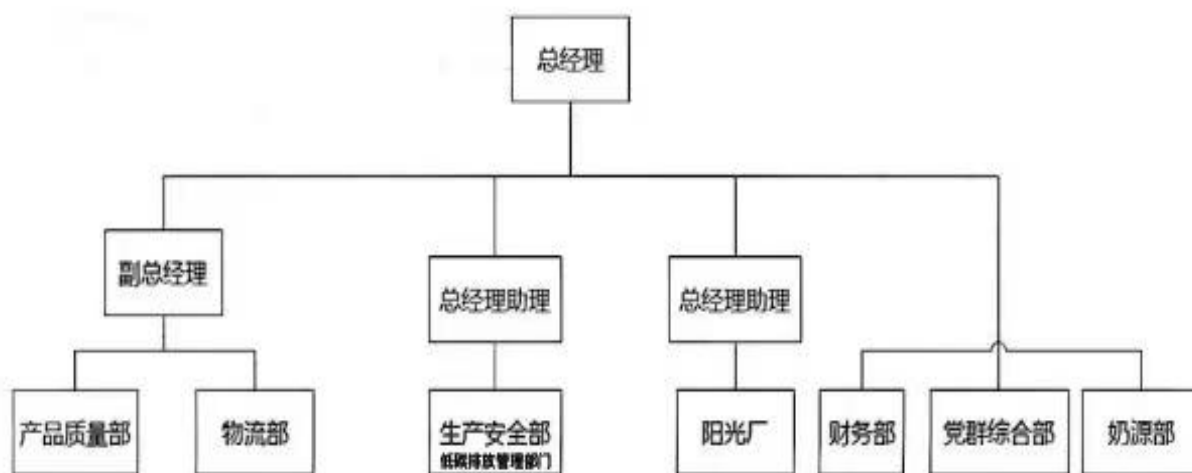 总经理
副总经理
总经理助理
总经理助理
产品质量部
物流部
生产安全部
低碳排放管理部门
阳光厂
财务部
党群综合部
奶源部